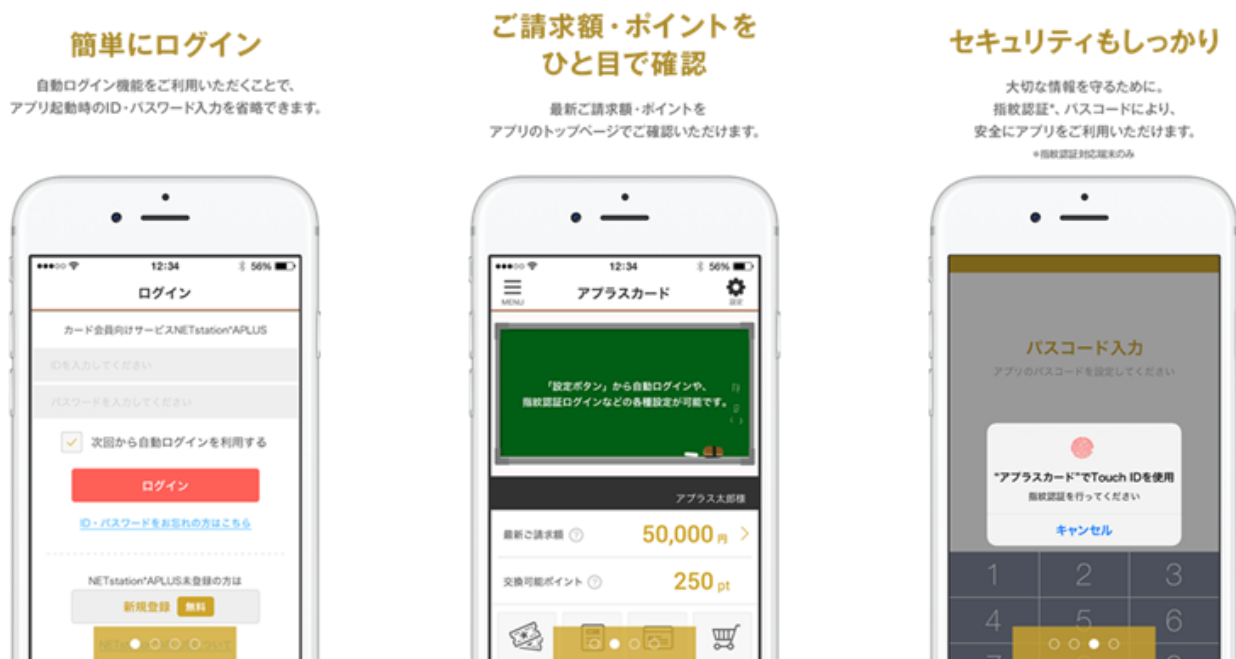 簡単にログイン
自動ログイン機能をご利用いただくことで、
アプリ起動時のID・パスワード入力を省略できます。
12:34
56%
ログイン
カード会員向けサービスNETstation*APLUS
IDを入力してください
パスワードを入力してください
次回から自動ログインを利用する
ログイン
ID・パスワードをお忘れの方はこちら
NETstation*APLUS未登録の方は
新規登録 無料
ご請求額・ポイントを
ひと目で確認
最新ご請求額・ポイントを
アプリのトップページでご確認いただけます。
12:34
56%
MENU
アプラスカード
設定
「設定ボタン」から自動ログインや、
指紋認証ログインなどの各種設定が可能です。
アプラス太郎様
最新ご請求額 ? 50,000 円
交換可能ポイント ? 250 pt
セキュリティもしっかり
大切な情報を守るために。
指紋認証*、パスコードにより、
安全にアプリをご利用いただけます。
*指紋認証対応端末のみ
パスコード入力
アプリのパスコードを設定してください
"アプラスカード"でTouch IDを使用
指紋認証を行ってください
キャンセル
1 2 3
4 5 6